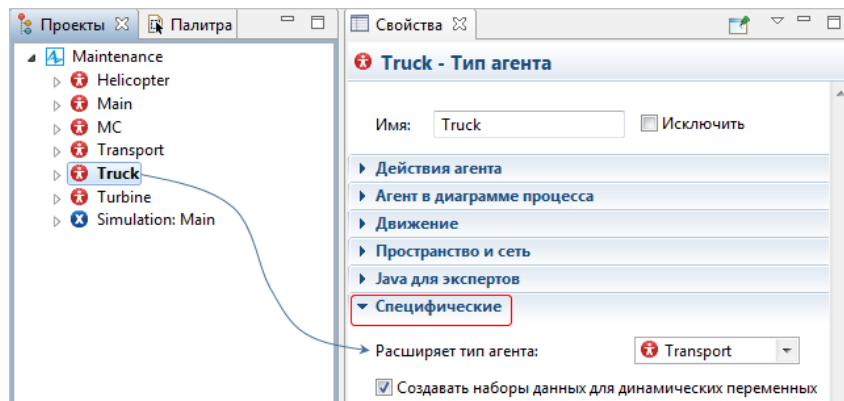 Проекты
Палитра
Maintenance
Helicopter
Main
MC
Transport
Truck
Turbine
Simulation: Main
Свойства
Truck - Тип агента
Имя: Truck Исключить
Действия агента
Агент в диаграмме процесса
Движение
Пространство и сеть
Java для экспертов
Специфические
Расширяет тип агента: Transport
Создавать наборы данных для динамических переменных